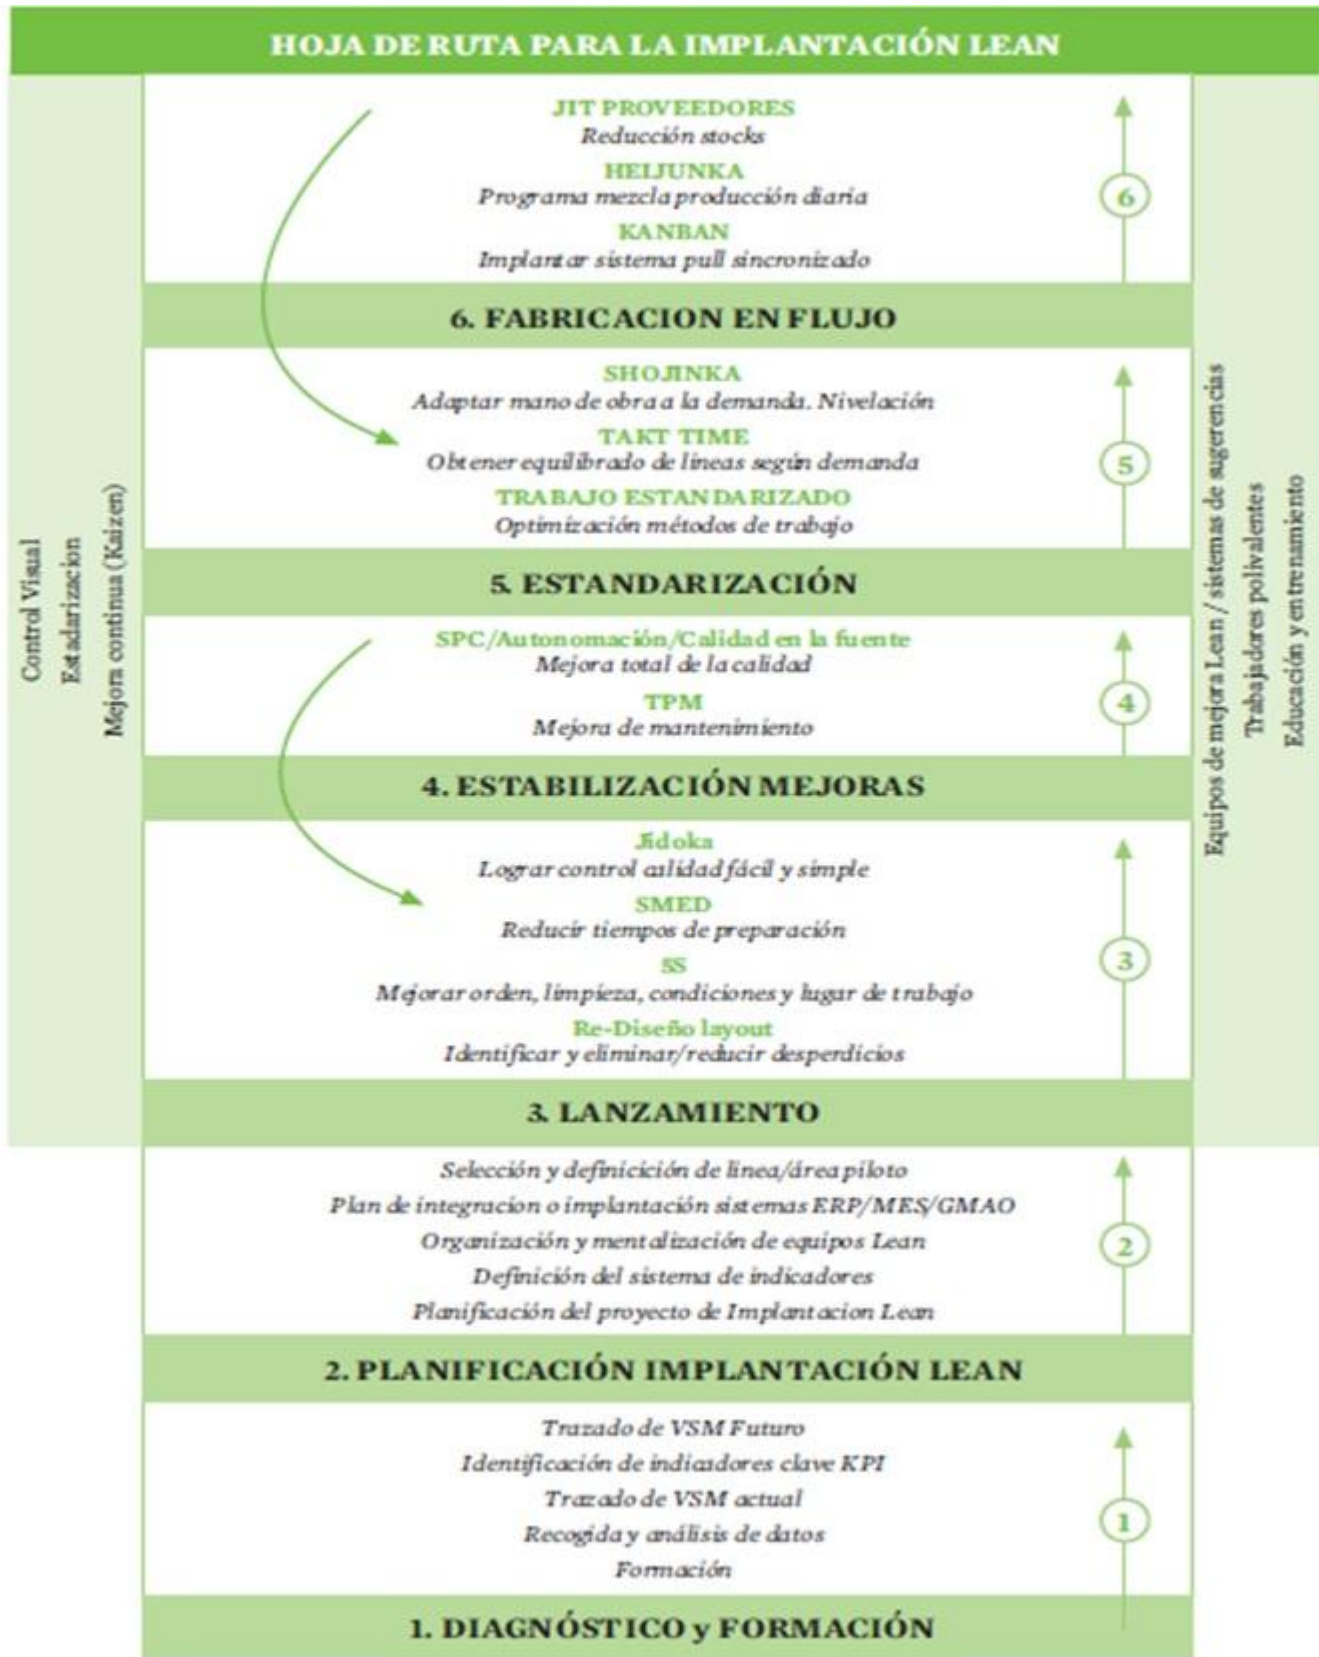 HOJA DE RUTA PARA LA IMPLANTACIÓN LEAN
JIT PROVEEDORES
Reducción stocks
HEIJUNKA
Programa mezcla producción diaria
KANBAN
Implantar sistema pull sincronizado
6
6. FABRICACION EN FLUJO
SHOJINKA
Adaptar mano de obra a la demanda. Nivelación
TAKT TIME
Obtener equilibrado de lineas según demanda
TRABAJO ESTANDARIZADO
Optimización métodos de trabajo
5
5. ESTANDARIZACIÓN
SPC/Autonomación/Calidad en la fuente
Mejora total de la calidad
TPM
Mejora de mantenimiento
4
4. ESTABILIZACIÓN MEJORAS
Jidoka
Lograr control calidad fácil y simple
SMED
Reducir tiempos de preparación
5S
Mejorar orden, limpieza, condiciones y lugar de trabajo
Re-Diseño layout
Identificar y eliminar/reducir desperdicios
3
3. LANZAMIENTO
Selección y definicición de linea/área piloto
Plan de integracion o implantación sistemas ERP/MES/GMAO
Organización y mentalización de equipos Lean
Definición del sistema de indicadores
Planificación del proyecto de Implantacion Lean
2
2. PLANIFICACIÓN IMPLANTACIÓN LEAN
Trazado de VSM Futuro
Identificación de indicadores clave KPI
Trazado de VSM actual
Recogida y análisis de datos
Formación
1
1. DIAGNÓSTICO y FORMACIÓN
Control Visual
Estadarizacion
Mejora continua (Kaizen)
Equipos de mejora Lean / sistemas de sugerencias
Trabajadores polivalentes
Educación y entrenamiento